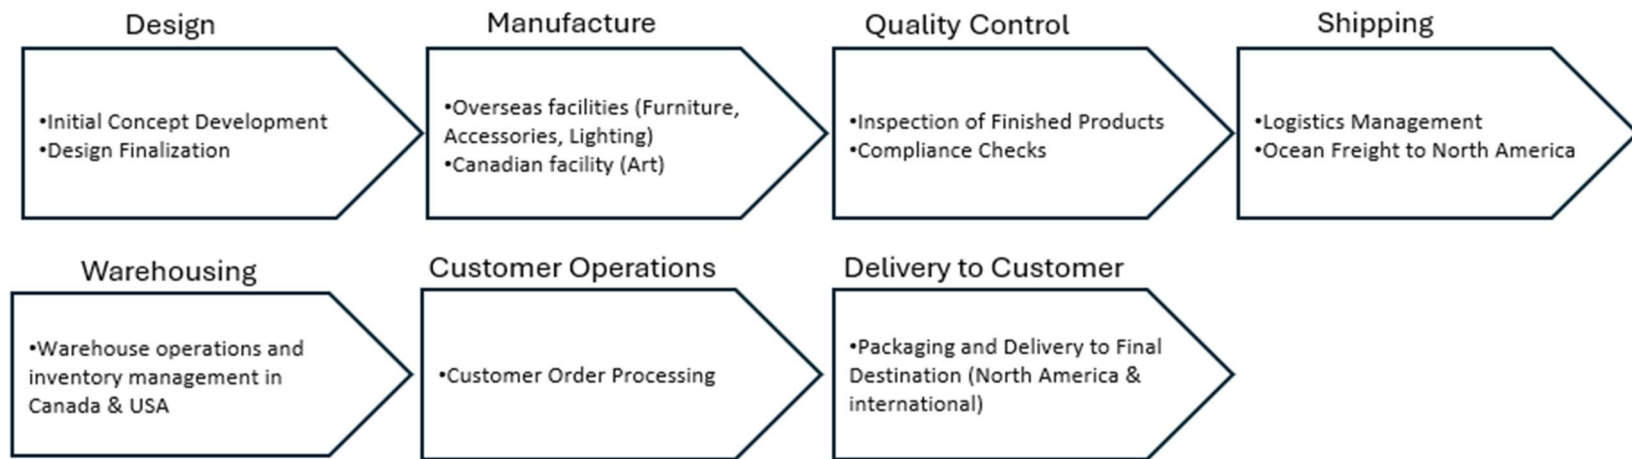 Design
•Initial Concept Development
•Design Finalization
Manufacture
•Overseas facilities (Furniture,
Accessories, Lighting)
•Canadian facility (Art)
Quality Control
•Inspection of Finished Products
•Compliance Checks
Shipping
•Logistics Management
•Ocean Freight to North America
Warehousing
•Warehouse operations and
inventory management in
Canada & USA
Customer Operations
•Customer Order Processing
Delivery to Customer
•Packaging and Delivery to Final
Destination (North America &
international)